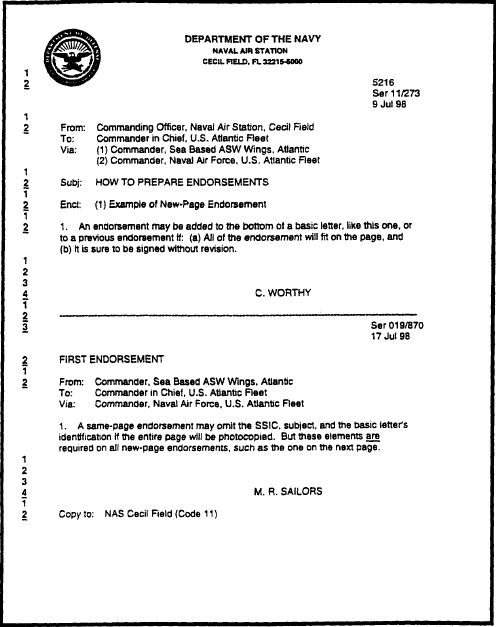 DEPARTMENT OF THE NAVY
NAVAL AIR STATION
CECIL FIELD, FL 32215-5000
1
2
5216
Ser 11/273
9 Jul 98
1
2 From: Commanding Officer, Naval Air Station, Cecil Field
To: Commander in Chief, U.S. Atlantic Fleet
Via: (1) Commander, Sea Based ASW Wings, Atlantic
(2) Commander, Naval Air Force, U.S. Atlantic Fleet
1
2 Subj: HOW TO PREPARE ENDORSEMENTS
1
2 Encl: (1) Example of New-Page Endorsement
1
2 1. An endorsement may be added to the bottom of a basic letter, like this one, or
to a previous endorsement if: (a) All of the endorsement will fit on the page, and
(b) It is sure to be signed without revision.
1
2
3
4 C. WORTHY
1
2
3 Ser 019/870
17 Jul 98
2 FIRST ENDORSEMENT
1
2 From: Commander, Sea Based ASW Wings, Atlantic
To: Commander in Chief, U.S. Atlantic Fleet
Via: Commander, Naval Air Force, U.S. Atlantic Fleet
1. A same-page endorsement may omit the SSIC, subject, and the basic letter's
identification if the entire page will be photocopied. But these elements are
required on all new-page endorsements, such as the one on the next page.
1
2
3
4 M. R. SAILORS
1
2 Copy to: NAS Cecil Field (Code 11)